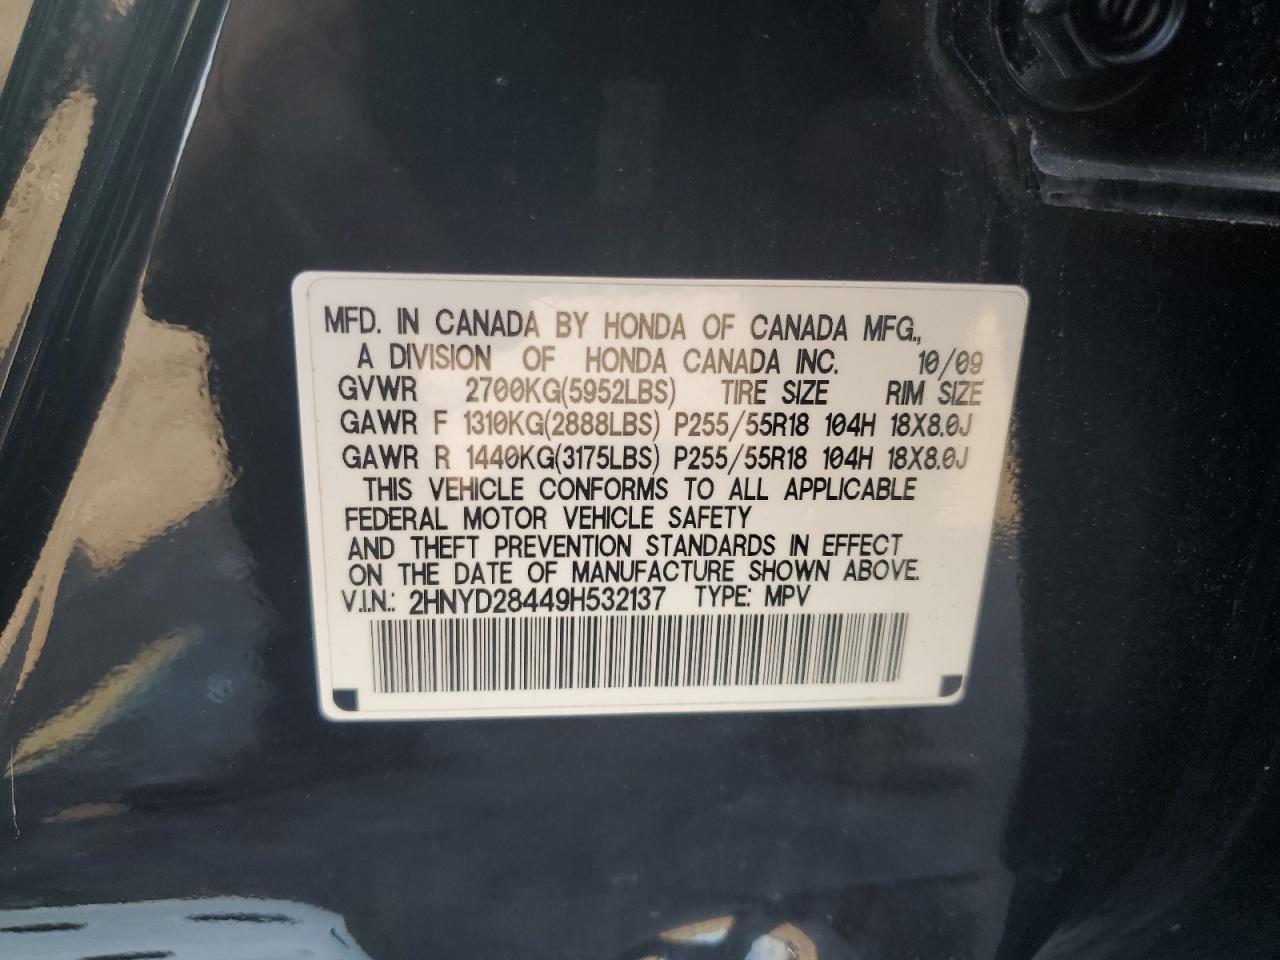 MFD. IN CANADA BY HONDA OF CANADA MFG.,
A DIVISION OF HONDA CANADA INC. 10/09
GVWR 2700KG(5952LBS) TIRE SIZE RIM SIZE
GAWR F 1310KG(2888LBS) P255/55R18 104H 18X8.0J
GAWR R 1440KG(3175LBS) P255/55R18 104H 18X8.0J
THIS VEHICLE CONFORMS TO ALL APPLICABLE
FEDERAL MOTOR VEHICLE SAFETY
AND THEFT PREVENTION STANDARDS IN EFFECT
ON THE DATE OF MANUFACTURE SHOWN ABOVE.
V.I.N.: 2HNYD28449H532137 TYPE: MPV